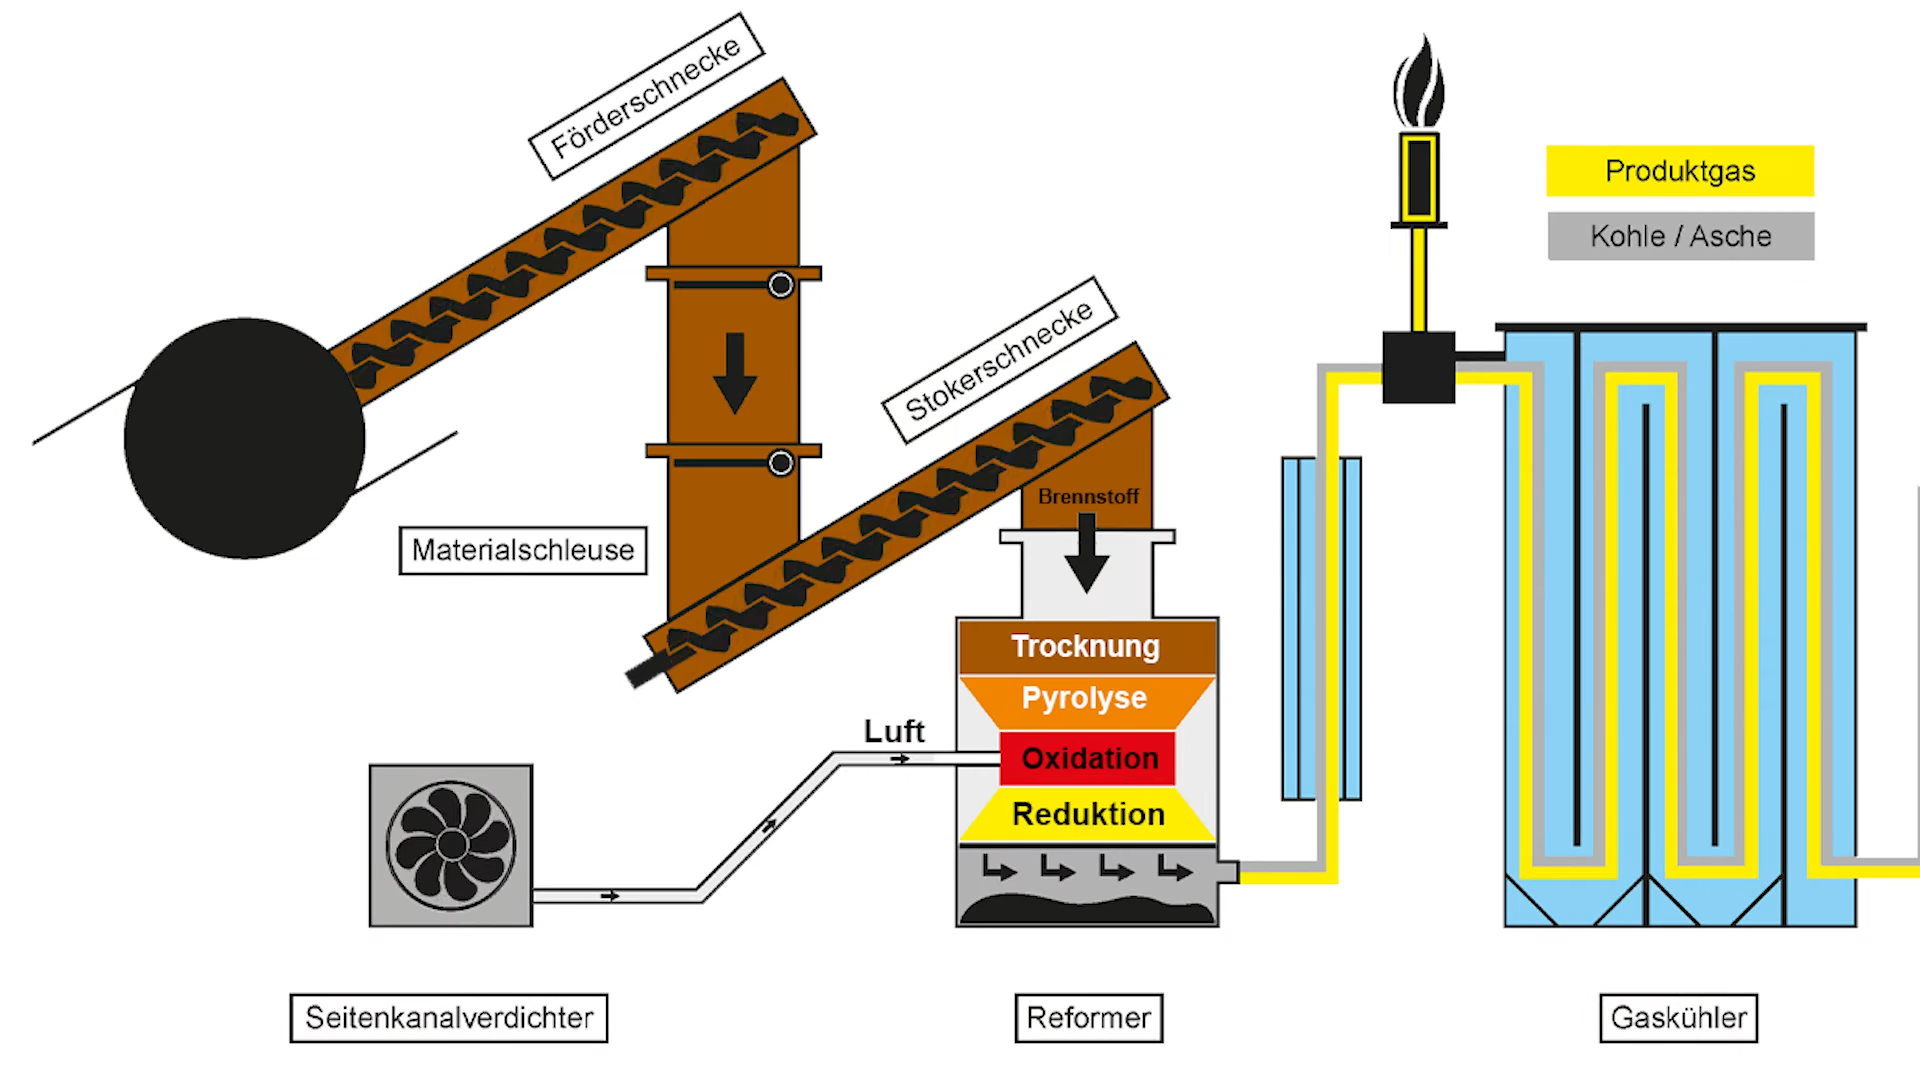 Förderschnecke
Produktgas
Kohle / Asche
Stokerschnecke
Brennstoff
Materialschleuse
Trocknung
Pyrolyse
Luft
Oxidation
Reduktion
Seitenkanalverdichter
Reformer
Gaskühler